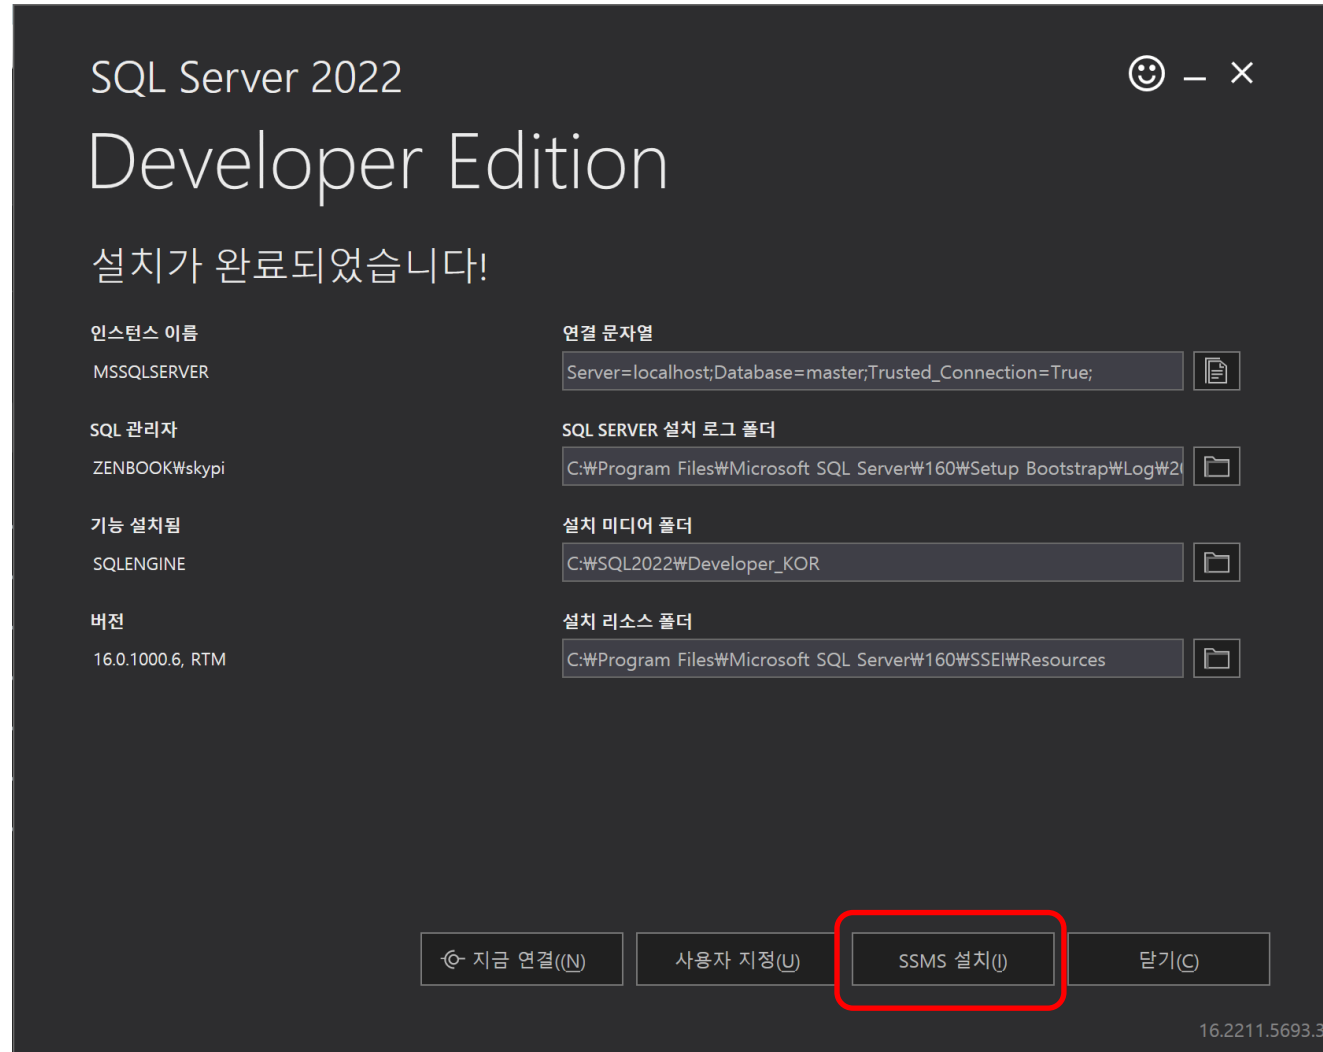 SQL Server 2022
Developer Edition
설치가 완료되었습니다!
인스턴스 이름
MSSQLSERVER
연결 문자열
Server=localhost;Database=master;Trusted_Connection=True;
SQL 관리자
ZENBOOK₩skypi
SQL SERVER 설치 로그 폴더
C:₩Program Files₩Microsoft SQL Server₩160₩Setup Bootstrap₩Log₩20
기능 설치됨
SQLENGINE
설치 미디어 폴더
C:₩SQL2022₩Developer_KOR
버전
16.0.1000.6, RTM
설치 리소스 폴더
C:₩Program Files₩Microsoft SQL Server₩160₩SSEI₩Resources
지금 연결((N)
사용자 지정(U)
SSMS 설치(I)
닫기(C)
16.2211.5693.3